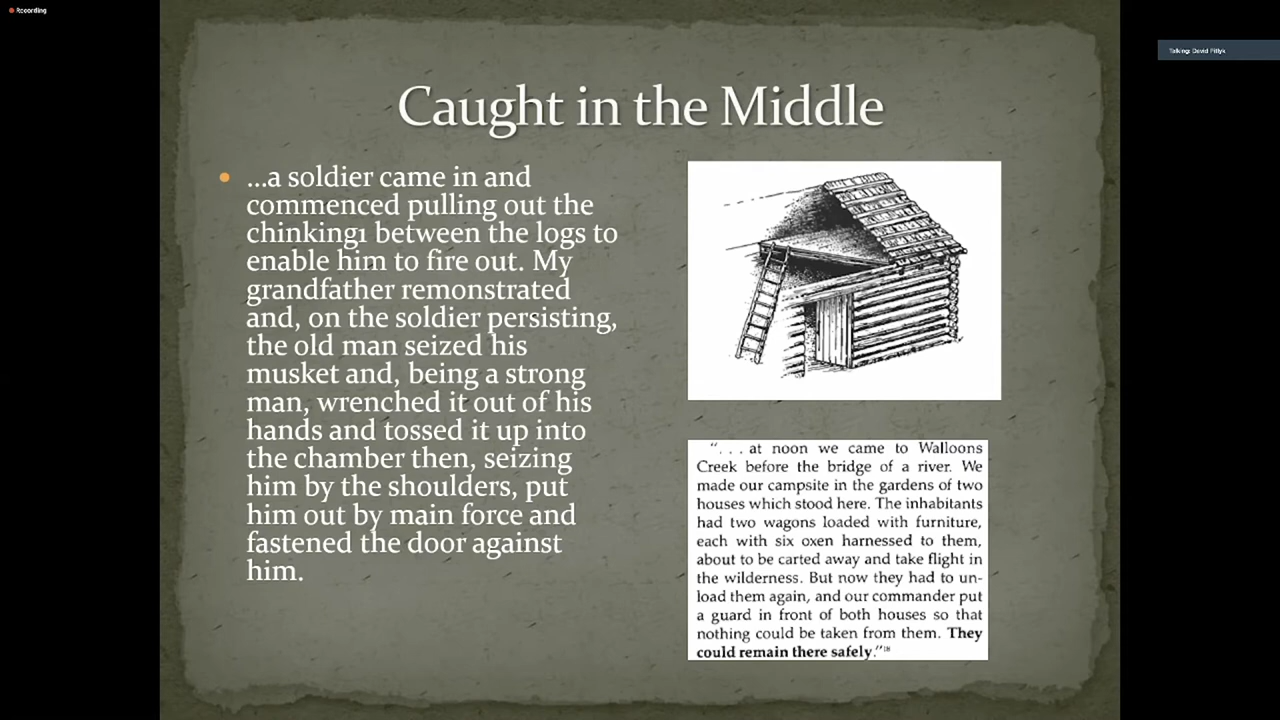 Recording
Talking: David Pitlyk
Caught in the Middle
• …a soldier came in and
commenced pulling out the
chinking1 between the logs to
enable him to fire out. My
grandfather remonstrated
and, on the soldier persisting,
the old man seized his
musket and, being a strong
man, wrenched it out of his
hands and tossed it up into
the chamber then, seizing
him by the shoulders, put
him out by main force and
fastened the door against
him.
“. . . at noon we came to Walloons
Creek before the bridge of a river. We
made our campsite in the gardens of two
houses which stood here. The inhabitants
had two wagons loaded with furniture,
each with six oxen harnessed to them,
about to be carted away and take flight in
the wilderness. But now they had to un-
load them again, and our commander put
a guard in front of both houses so that
nothing could be taken from them. They
could remain there safely.”18